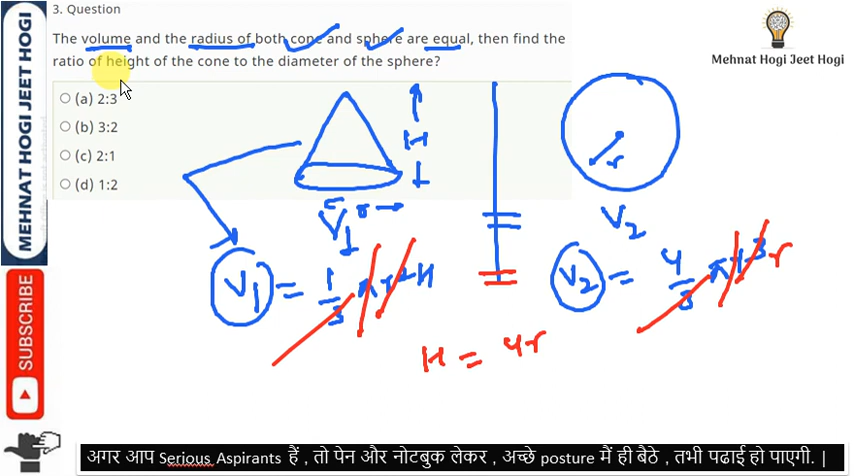 3. Question
The volume and the radius of both cone and sphere are equal, then find the
ratio of height of the cone to the diameter of the sphere?
(a) 2:3
(b) 3:2
(c) 2:1
(d) 1:2
MEHNAT HOGI JEET HOGI
SUBSCRIBE
Mehnat Hogi Jeet Hogi
H
r
r
V1
V2
V1 = 1/3 πr²H
V2 = 4/3 πr³ r
H = 4r
अगर आप Serious Aspirants हैं , तो पेन और नोटबुक लेकर , अच्छे posture मैं ही बैठे , तभी पढाई हो पाएगी. |